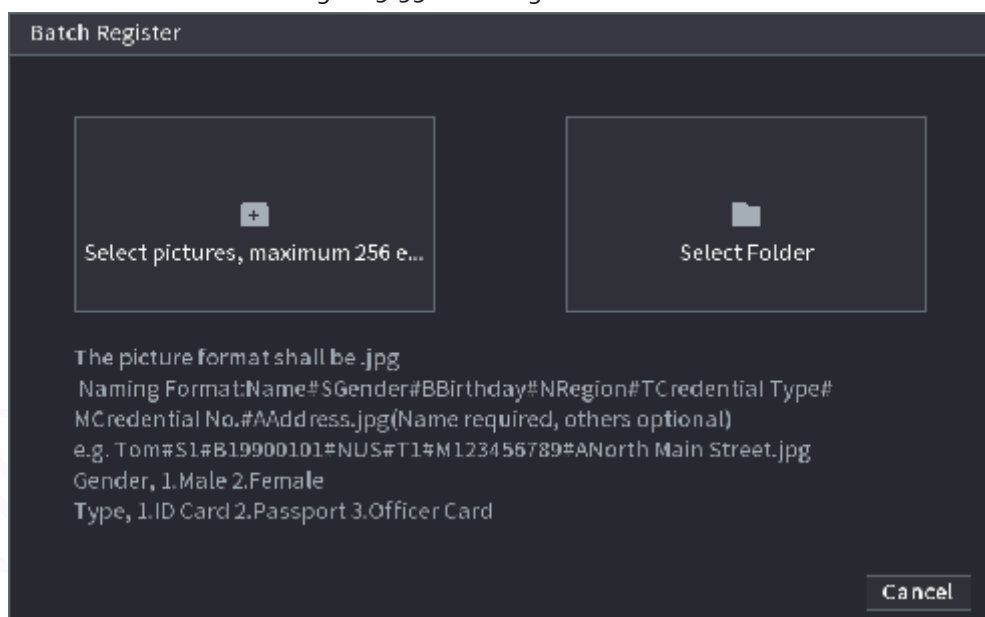 Batch Register
Select pictures, maximum 256 e...
Select Folder
The picture format shall be .jpg
Naming Format:Name#SGender#BBirthday#NRegion#TCredential Type#
MCredential No.#AAddress.jpg(Name required, others optional)
e.g. Tom#S1#B19900101#NUS#T1#M123456789#ANorth Main Street.jpg
Gender, 1.Male 2.Female
Type, 1.ID Card 2.Passport 3.Officer Card
Cancel